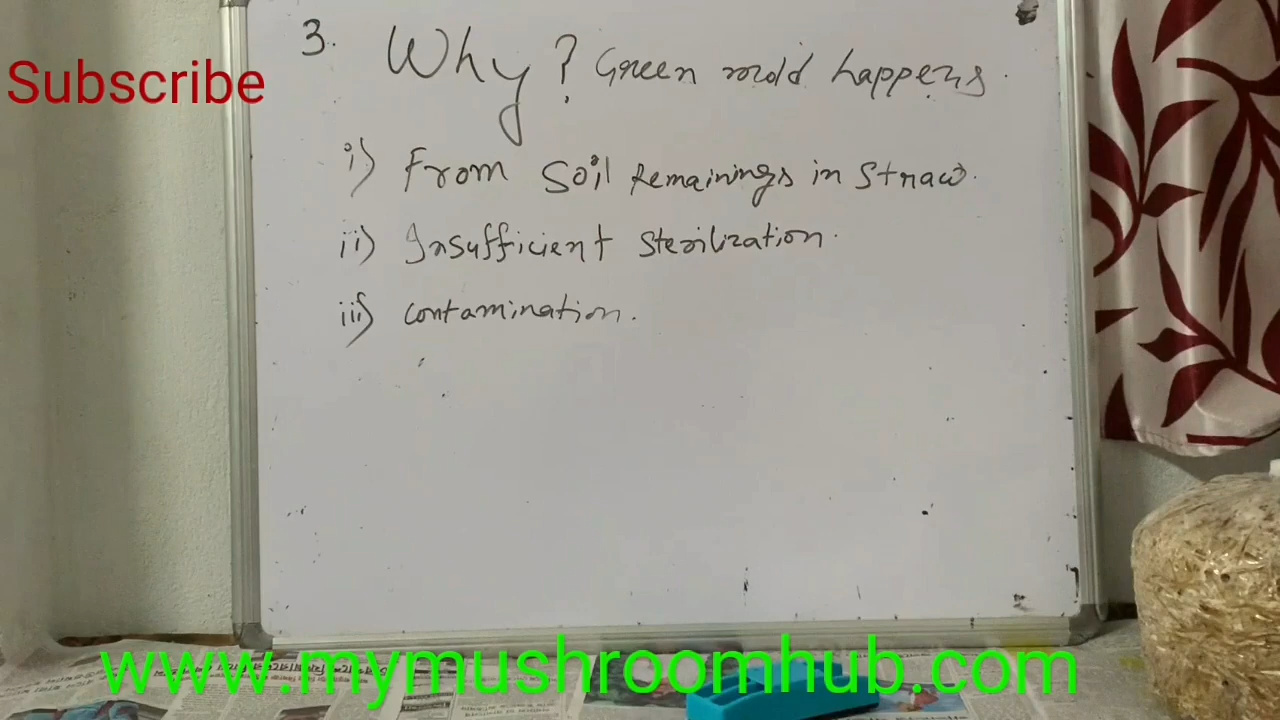 3. Why? Green mold happens.
Subscribe
i) From Soil Remainings in Straw.
ii) Insufficient Sterilization.
iii) contamination.
www.mymushroomhub.com